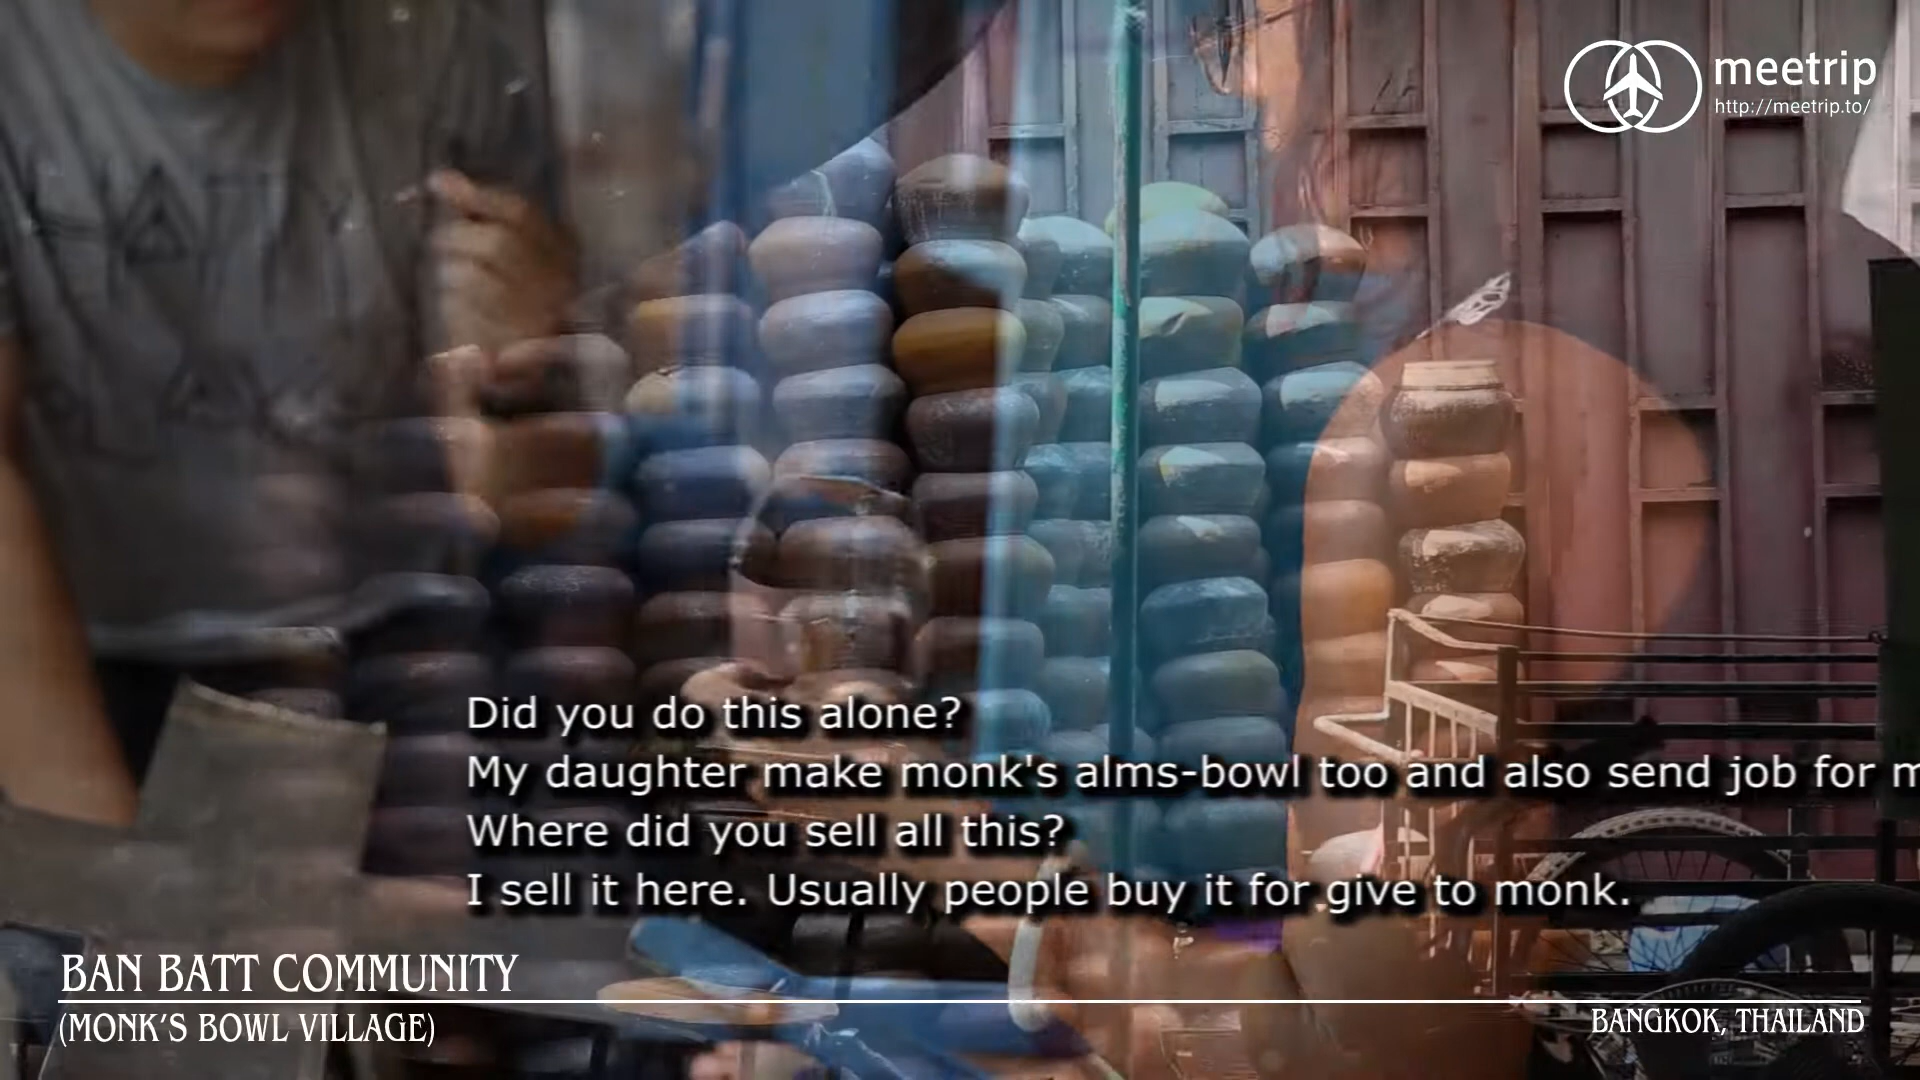 meetrip
http://meetrip.to/
Did you do this alone?
My daughter make monk's alms-bowl too and also send job for
Where did you sell all this?
I sell it here. Usually people buy it for give to monk.
BAN BATT COMMUNITY
(MONK'S BOWL VILLAGE)
BANGKOK, THAILAND